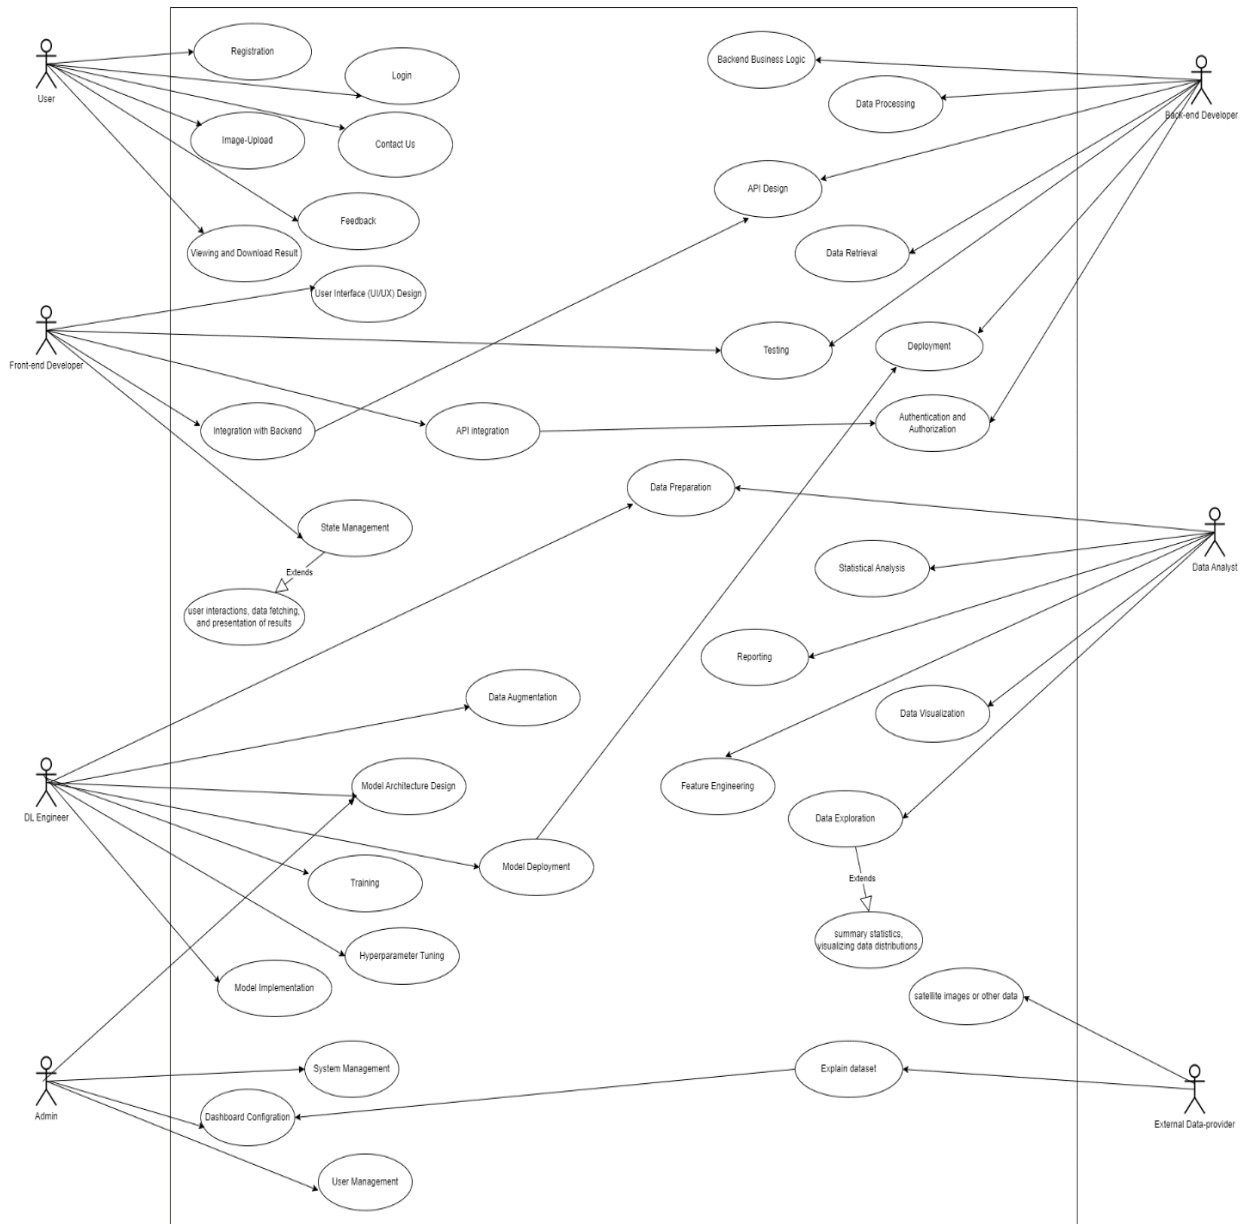 Registration
Login
User
Image-Upload
Contact Us
Feedback
Viewing and Download Result
User Interface (UI/UX) Design
Front-end Developer
Integration with Backend
API integration
State Management
Extends
user interactions, data fetching,
and presentation of results
Backend Business Logic
Data Processing
Back-end Developer
API Design
Data Retrieval
Testing
Deployment
Authentication and
Authorization
Data Preparation
Statistical Analysis
Data Analyst
Reporting
Data Visualization
Feature Engineering
Data Exploration
Extends
summary statistics,
visualizing data distributions
Data Augmentation
Model Architecture Design
DL Engineer
Model Deployment
Training
Hyperparameter Tuning
Model Implementation
satellite images or other data
System Management
Explain dataset
Admin
Dashboard Configration
External Data-provider
User Management